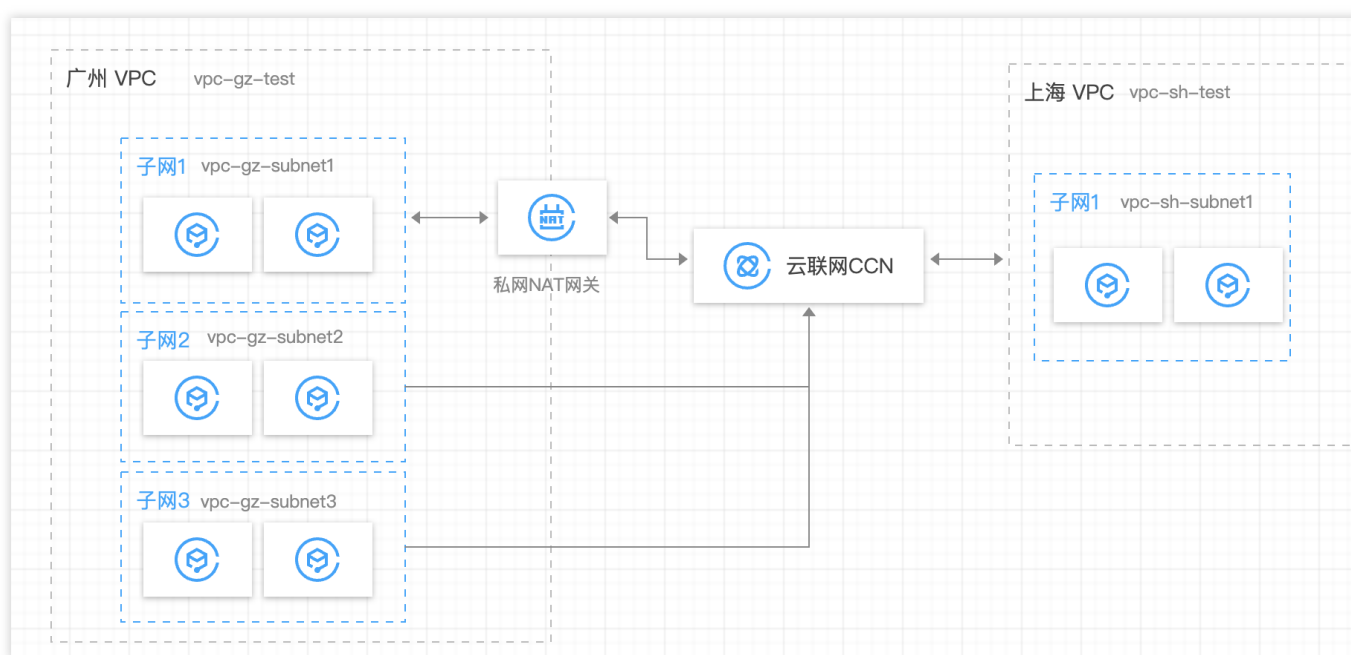 广州 VPC vpc-gz-test
子网1 vpc-gz-subnet1
NAT
私网NAT网关
子网2 vpc-gz-subnet2
子网3 vpc-gz-subnet3
云联网CCN
上海 VPC vpc-sh-test
子网1 vpc-sh-subnet1